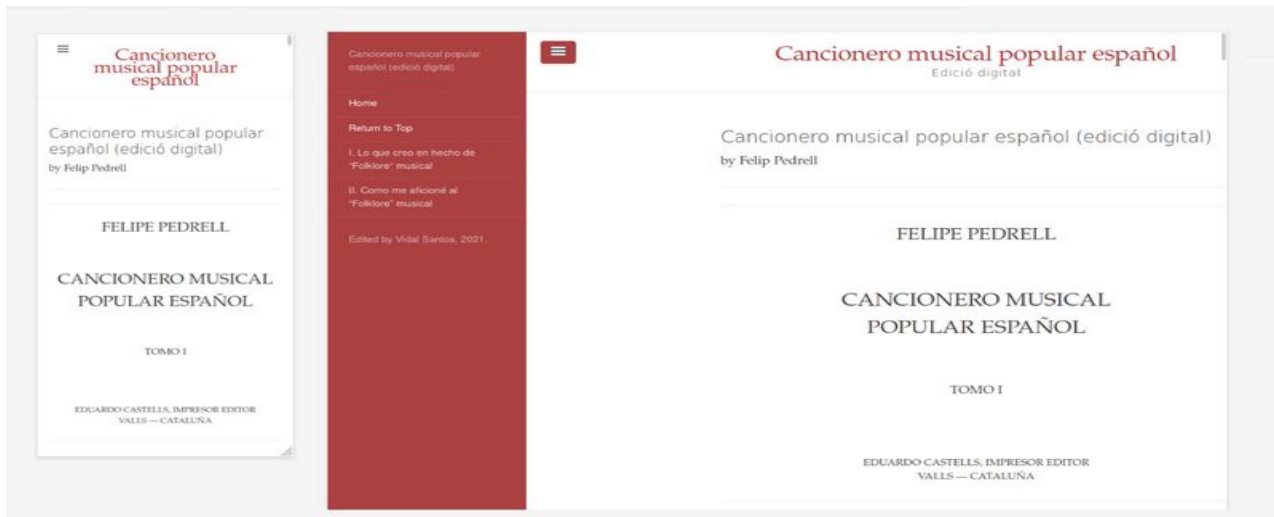 Cancionero
musical popular
español
Cancionero musical popular
español (edició digital)
by Felip Pedrell
FELIPE PEDRELL
CANCIONERO MUSICAL
POPULAR ESPAÑOL
TOMO I
EDUARDO CASTELLS, IMPRESOR EDITOR
VALLS — CATALUÑA
Cancionero musical popular
español (edició digital)
Home
Return to Top
I. Lo que creo en hecho de
"Folklore" musical
II. Como me aficioné al
"Folklore" musical
Edited by Vidal Santos, 2021.
Cancionero musical popular español
Edició digital
Cancionero musical popular español (edició digital)
by Felip Pedrell
FELIPE PEDRELL
CANCIONERO MUSICAL
POPULAR ESPAÑOL
TOMO I
EDUARDO CASTELLS, IMPRESOR EDITOR
VALLS — CATALUÑA